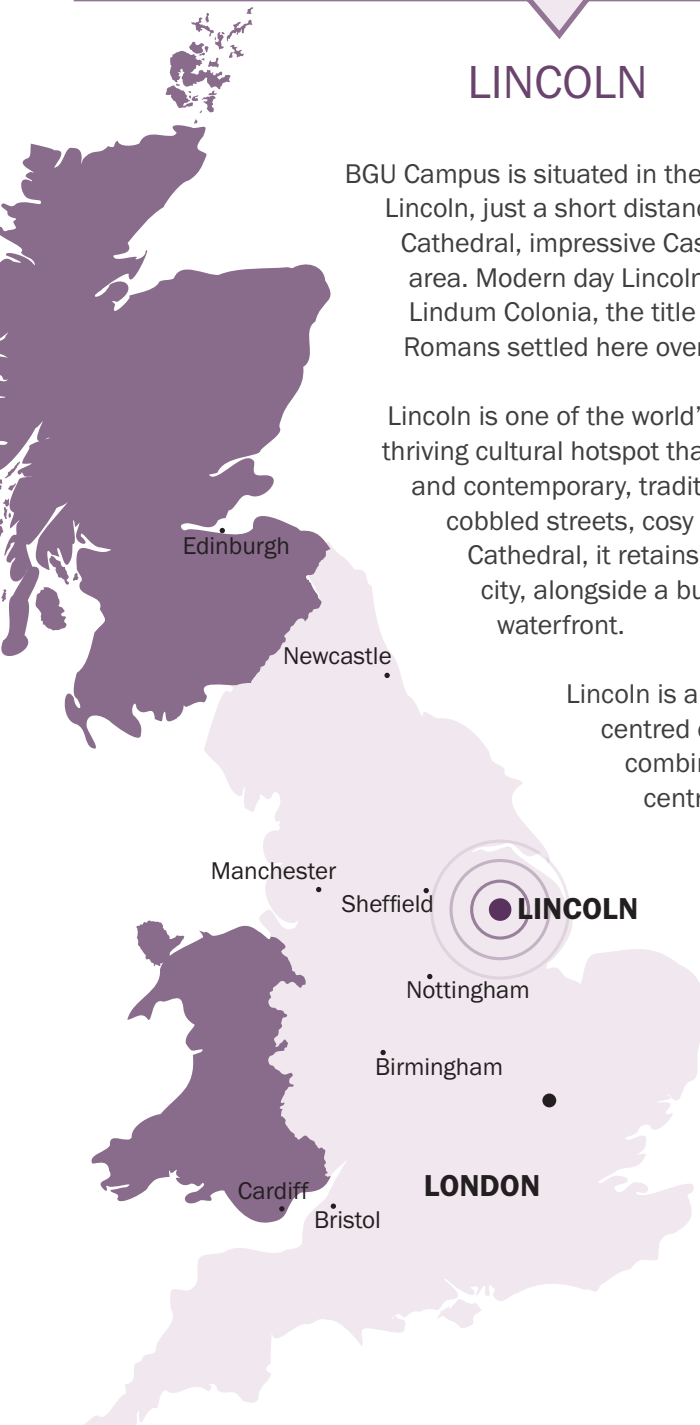 LINCOLN
BGU Campus is situated in the
Lincoln, just a short distanc
Cathedral, impressive Cas
area. Modern day Lincoln
Lindum Colonia, the title
Romans settled here over
Lincoln is one of the world’
thriving cultural hotspot tha
and contemporary, tradit
cobbled streets, cosy
Cathedral, it retains
city, alongside a bu
waterfront.
Lincoln is a
centred
combin
centr
Edinburgh
Newcastle
Manchester
Sheffield
LINCOLN
Nottingham
Birmingham
LONDON
Cardiff
Bristol